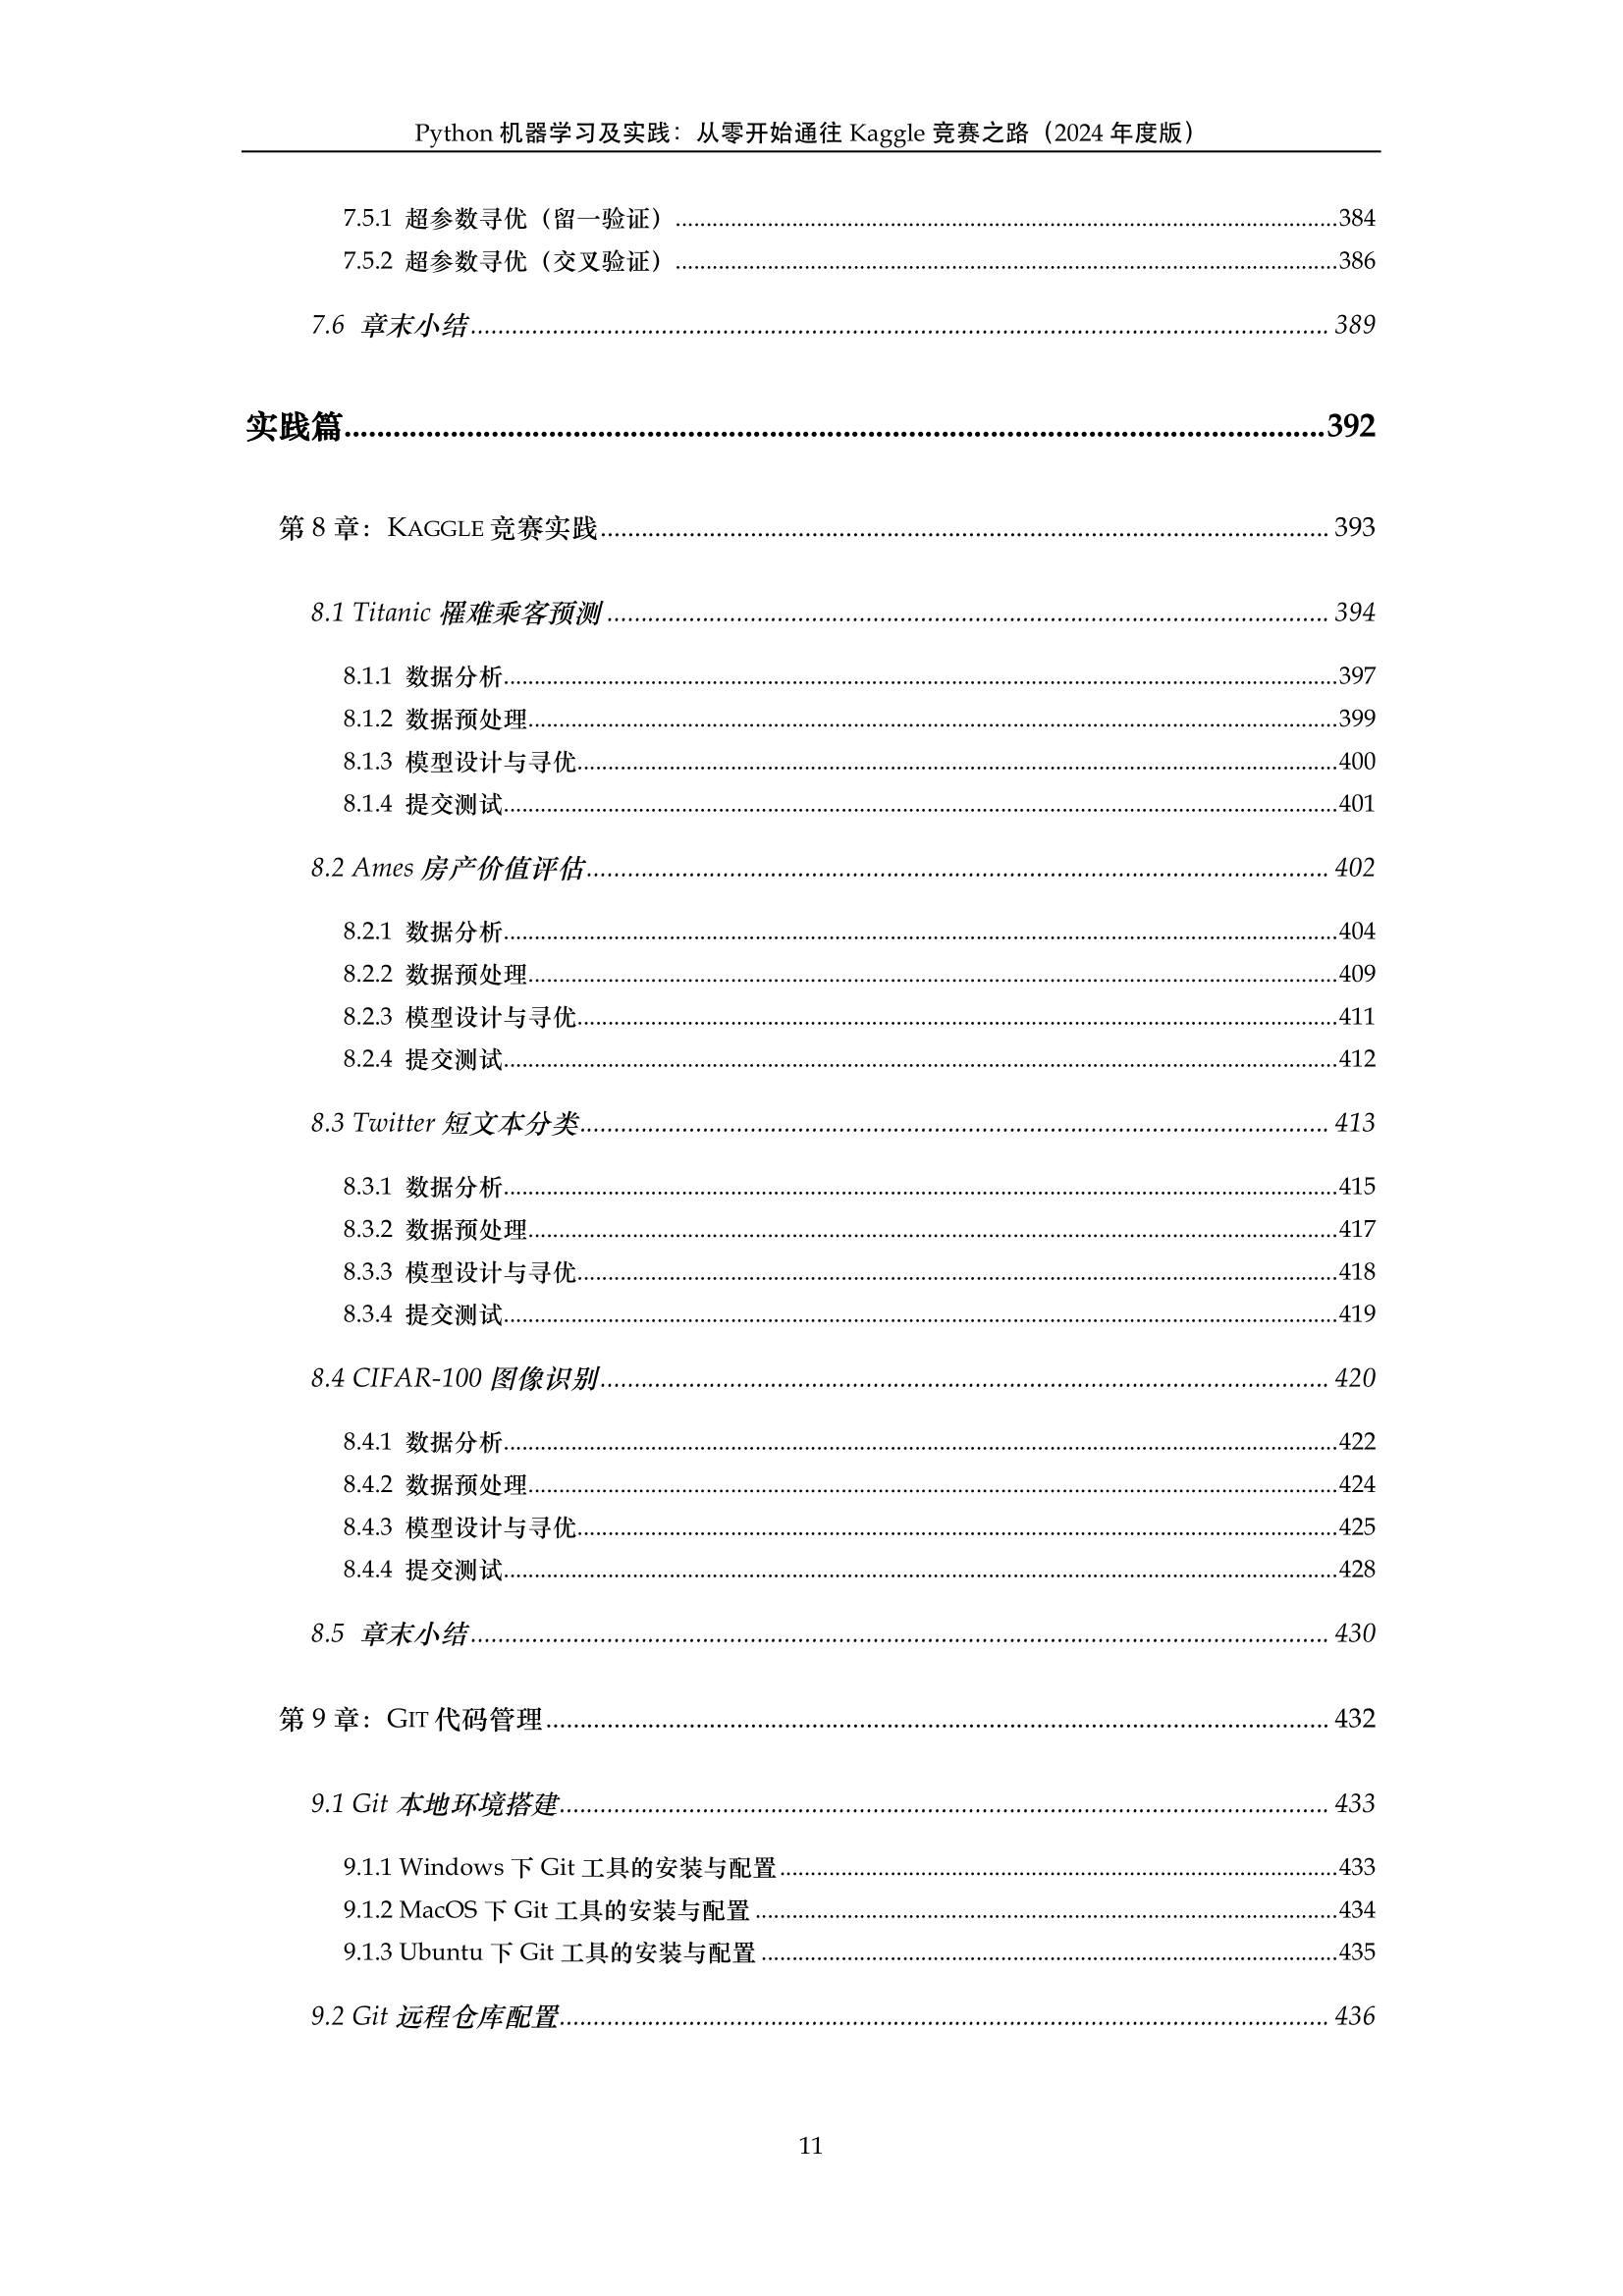 Python 机器学习及实践：从零开始通往 Kaggle 竞赛之路（2024 年度版）
7.5.1 超参数寻优（留一验证）........384
7.5.2 超参数寻优（交叉验证）........386
7.6 章末小结........389
实践篇........392
第 8 章：KAGGLE 竞赛实践........393
8.1 Titanic 罹难乘客预测........394
8.1.1 数据分析........397
8.1.2 数据预处理........399
8.1.3 模型设计与寻优........400
8.1.4 提交测试........401
8.2 Ames 房产价值评估........402
8.2.1 数据分析........404
8.2.2 数据预处理........409
8.2.3 模型设计与寻优........411
8.2.4 提交测试........412
8.3 Twitter 短文本分类........413
8.3.1 数据分析........415
8.3.2 数据预处理........417
8.3.3 模型设计与寻优........418
8.3.4 提交测试........419
8.4 CIFAR-100 图像识别........420
8.4.1 数据分析........422
8.4.2 数据预处理........424
8.4.3 模型设计与寻优........425
8.4.4 提交测试........428
8.5 章末小结........430
第 9 章：GIT 代码管理........432
9.1 Git 本地环境搭建........433
9.1.1 Windows 下 Git 工具的安装与配置........433
9.1.2 MacOS 下 Git 工具的安装与配置........434
9.1.3 Ubuntu 下 Git 工具的安装与配置........435
9.2 Git 远程仓库配置........436
11